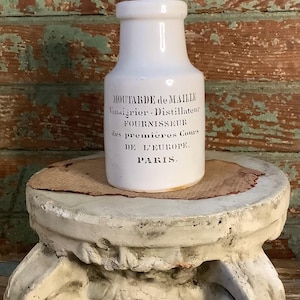 MOUTARDE de MAILLE
Vinaigrier-Distillateur
FOURNISSEUR
des premières Cours
DE L'EUROPE.
PARIS.